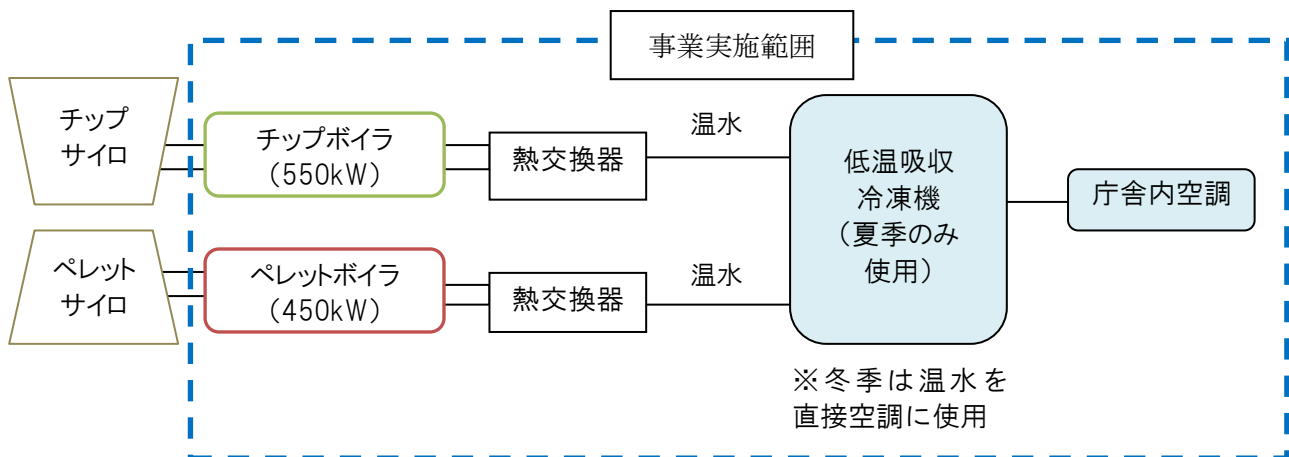 事業実施範囲
チップ
サイロ
チップボイラ
（550kW）
熱交換器
温水
低温吸収
冷凍機
（夏季のみ
使用）
庁舎内空調
ペレット
サイロ
ペレットボイラ
（450kW）
熱交換器
温水
※冬季は温水を
直接空調に使用